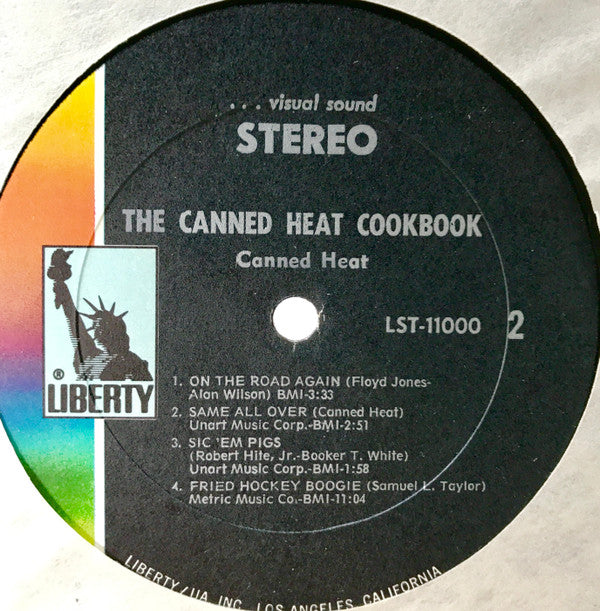 ... visual sound
STEREO
THE CANNED HEAT COOKBOOK
Canned Heat
LST-11000 2
® LIBERTY
1. ON THE ROAD AGAIN (Floyd Jones-
Alan Wilson) BMI-3:33
2. SAME ALL OVER (Canned Heat)
Unart Music Corp.-BMI-2:51
3. SIC 'EM PIGS
(Robert Hite, Jr.-Booker T. White)
Unart Music Corp.-BMI-1:58
4. FRIED HOCKEY BOOGIE (Samuel L. Taylor)
Metric Music Co.-BMI-11:04
LIBERTY/UA, INC. LOS ANGELES, CALIFORNIA